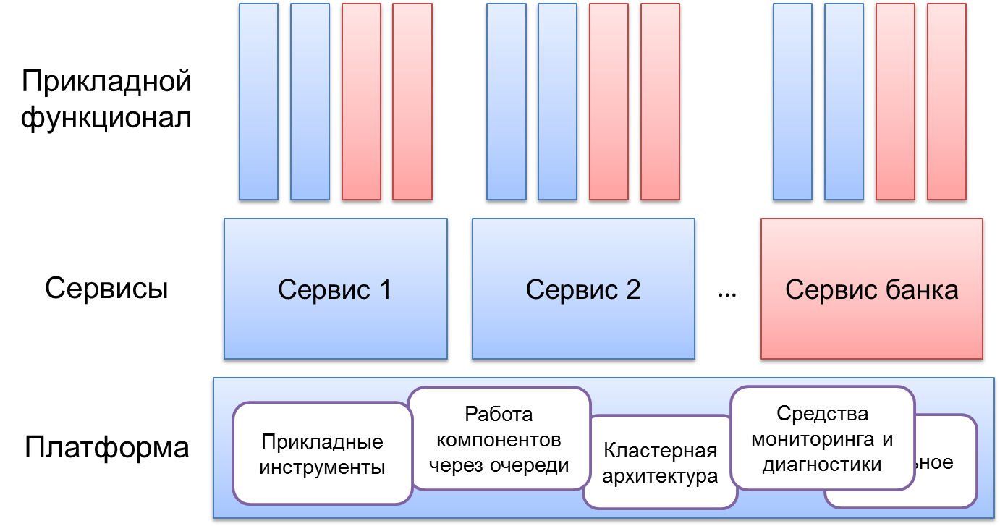 Прикладной
функционал
Сервисы
Сервис 1
Сервис 2
...
Сервис банка
Платформа
Прикладные
инструменты
Работа
компонентов
через очереди
Кластерная
архитектура
Средства
мониторинга и
диагностики